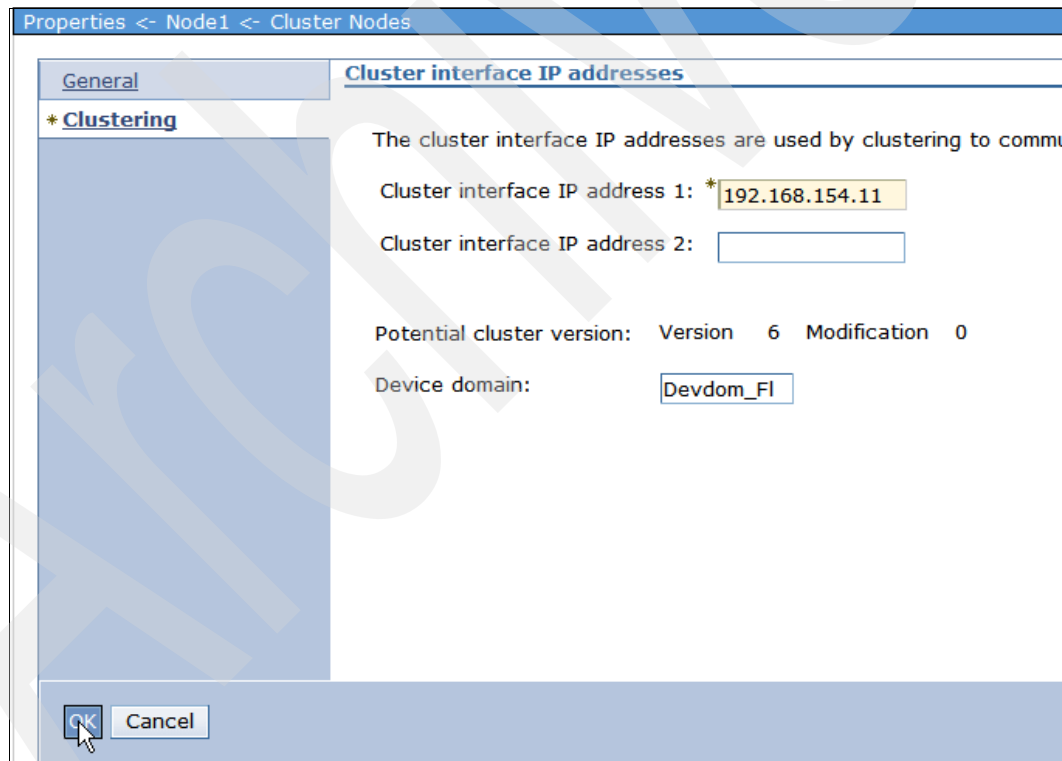 Properties <- Node1 <- Cluster Nodes
General
Cluster interface IP addresses
*Clustering
The cluster interface IP addresses are used by clustering to commu
Cluster interface IP address 1: *192.168.154.11
Cluster interface IP address 2:
Potential cluster version: Version 6 Modification 0
Device domain: Devdom_Fl
OK Cancel